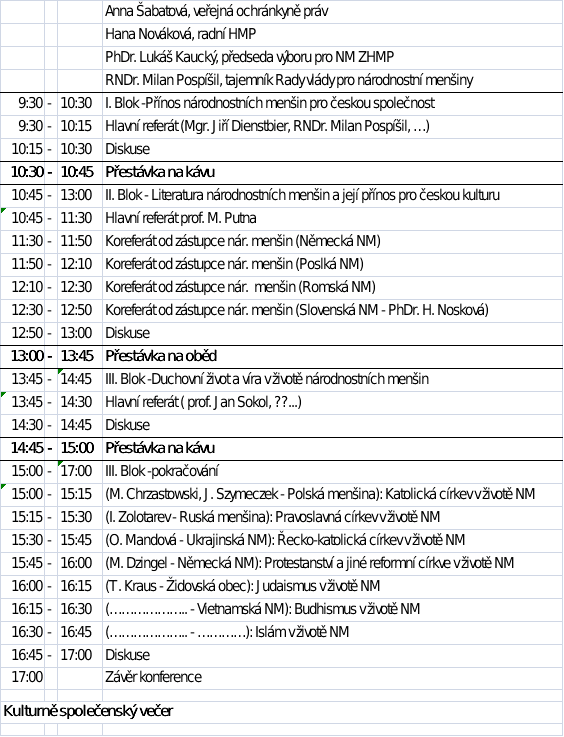 Anna Šabatová, veřejná ochránkyně práv
Hana Nováková, radní HMP
PhDr. Lukáš Kaucký, předseda výboru pro NM ZHMP
RNDr. Milan Pospíšil, tajemník Rady vlády pro národnostní menšiny
9:30 - 10:30 I. Blok -Přínos národnostních menšin pro českou společnost
9:30 - 10:15 Hlavní referát (Mgr. Jiří Dienstbier, RNDr. Milan Pospíšil, …)
10:15 - 10:30 Diskuse
10:30 - 10:45 Přestávka na kávu
10:45 - 13:00 II. Blok - Literatura národnostních menšin a její přínos pro českou kulturu
10:45 - 11:30 Hlavní referát prof. M. Putna
11:30 - 11:50 Koreferát od zástupce nár. menšin (Německá NM)
11:50 - 12:10 Koreferát od zástupce nár. menšin (Poslká NM)
12:10 - 12:30 Koreferát od zástupce nár. menšin (Romská NM)
12:30 - 12:50 Koreferát od zástupce nár. menšin (Slovenská NM - PhDr. H. Nosková)
12:50 - 13:00 Diskuse
13:00 - 13:45 Přestávka na oběd
13:45 - 14:45 III. Blok -Duchovní život a víra v životě národnostních menšin
13:45 - 14:30 Hlavní referát ( prof. Jan Sokol, ??...)
14:30 - 14:45 Diskuse
14:45 - 15:00 Přestávka na kávu
15:00 - 17:00 III. Blok -pokračování
15:00 - 15:15 (M. Chrzastowski, J. Szymeczek - Polská menšina): Katolická církev v životě NM
15:15 - 15:30 (I. Zolotarev - Ruská menšina): Pravoslavná církev v životě NM
15:30 - 15:45 (O. Mandová - Ukrajinská NM): Řecko-katolická církev v životě NM
15:45 - 16:00 (M. Dzingel - Německá NM): Protestanství a jiné reformní církve v životě NM
16:00 - 16:15 (T. Kraus - Židovská obec): Judaismus v životě NM
16:15 - 16:30 (……………….. - Vietnamská NM): Budhismus v životě NM
16:30 - 16:45 (……………….. - …………): Islám v životě NM
16:45 - 17:00 Diskuse
17:00 Závěr konference
Kulturně společenský večer